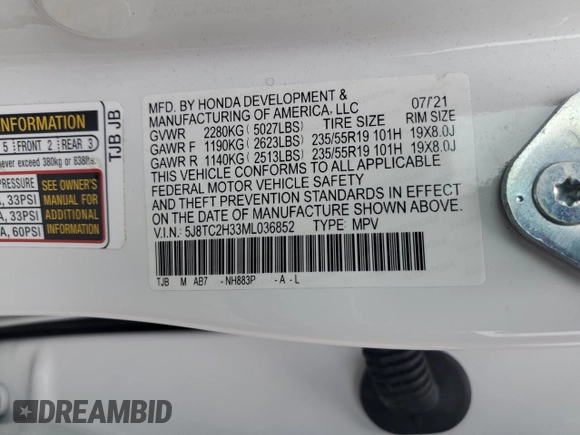 INFORMATION
5 FRONT 2 REAR 3
never exceed 380kg or 838lbs.
PRESSURE
SEE OWNER'S
MANUAL FOR
ADDITIONAL
INFORMATION
, 33PSI
, 33PSI
, 60PSI
TJB JB
MFD. BY HONDA DEVELOPMENT &
MANUFACTURING OF AMERICA, LLC 07/'21
GVWR 2280KG ( 5027LBS) TIRE SIZE RIM SIZE
GAWR F 1190KG ( 2623LBS) 235/55R19 101H 19X8.0J
GAWR R 1140KG ( 2513LBS) 235/55R19 101H 19X8.0J
THIS VEHICLE CONFORMS TO ALL APPLICABLE
FEDERAL MOTOR VEHICLE SAFETY
AND THEFT PREVENTION STANDARDS IN EFFECT
ON THE DATE OF MANUFACTURE SHOWN ABOVE.
V.I.N.: 5J8TC2H33ML036852 TYPE: MPV
TJB M AB7 -NH883P -A-L
DREAMBID